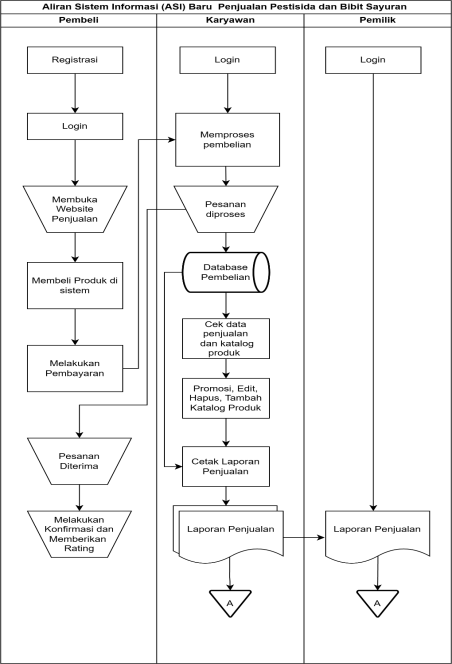 Aliran Sistem Informasi (ASI) Baru Penjualan Pestisida dan Bibit Sayuran
Pembeli
Karyawan
Pemilik
Registrasi
Login
Membuka
Website
Penjualan
Membeli Produk di
sistem
Melakukan
Pembayaran
Pesanan
Diterima
Melakukan
Konfirmasi dan
Memberikan
Rating
Login
Memproses
pembelian
Pesanan
diproses
Database
Pembelian
Cek data
penjualan
dan katalog
produk
Promosi, Edit,
Hapus, Tambah
Katalog Produk
Cetak Laporan
Penjualan
Laporan Penjualan
A
Login
Laporan Penjualan
A